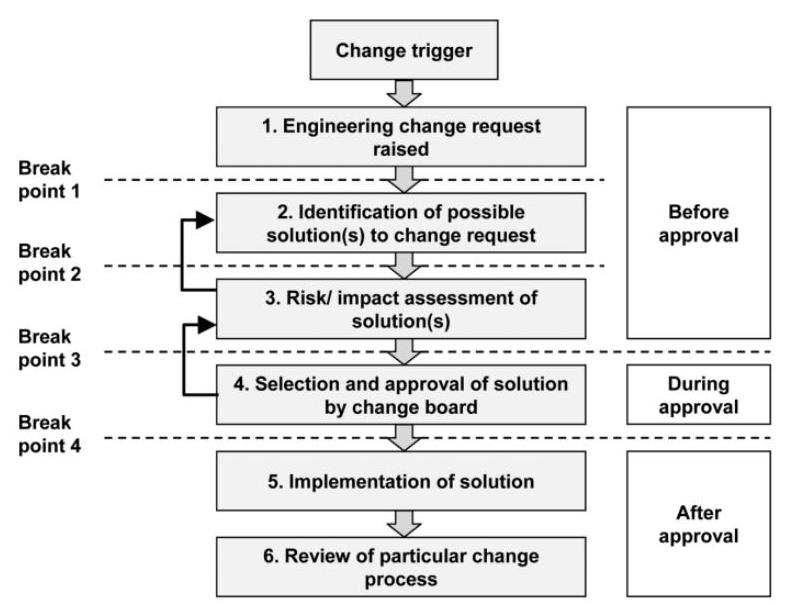 Change trigger
1. Engineering change request
raised
Break
point 1
2. Identification of possible
solution(s) to change request
Before
approval
Break
point 2
3. Risk/ impact assessment of
solution(s)
Break
point 3
4. Selection and approval of solution
by change board
During
approval
Break
point 4
5. Implementation of solution
After
approval
6. Review of particular change
process